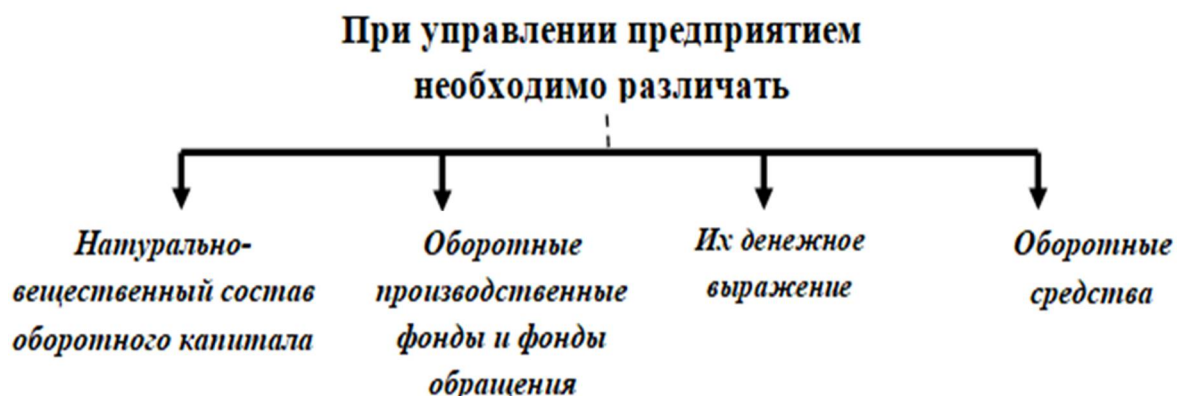 При управлении предприятием
необходимо различать
Натурально-
вещественный состав
оборотного капитала
Оборотные
производственные
фонды и фонды
обращения
Их денежное
выражение
Оборотные
средства